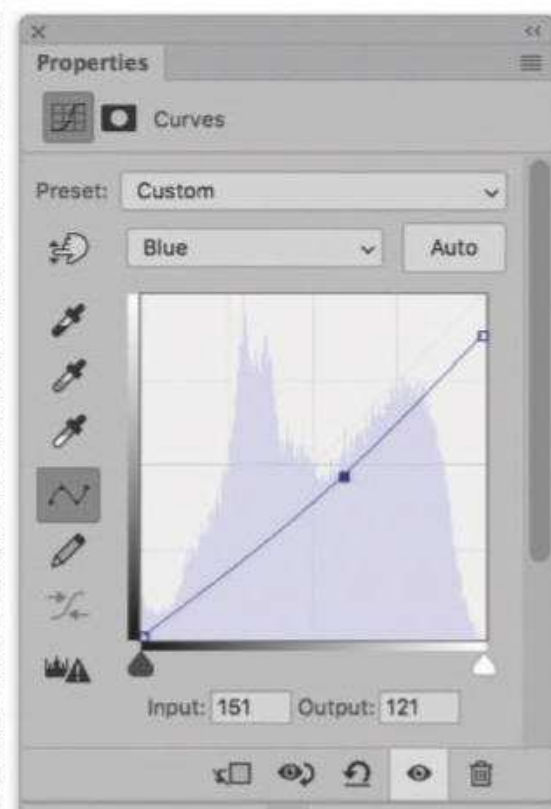 Properties
Curves
Preset: Custom
Blue Auto
Input: 151 Output: 121